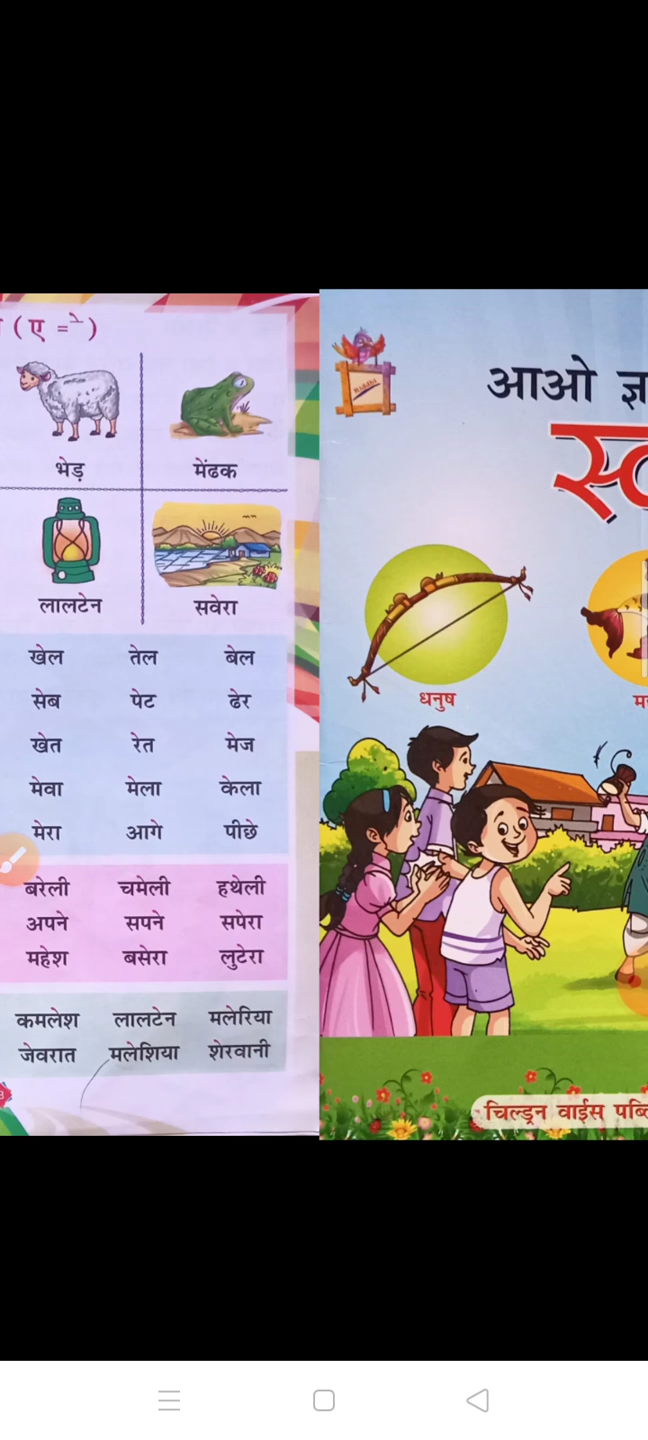 (ए = े)
भेड़ मेंढक
लालटेन सवेरा
खेल तेल बेल
सेब पेट ढेर
खेत रेत मेज
मेवा मेला केला
मेरा आगे पीछे
बरेली चमेली हथेली
अपने सपने सपेरा
महेश बसेरा लुटेरा
कमलेश लालटेन मलेरिया
जेवरात मलेशिया शेरवानी
3
आओ
धनुष
चिल्ड्रन वाईस